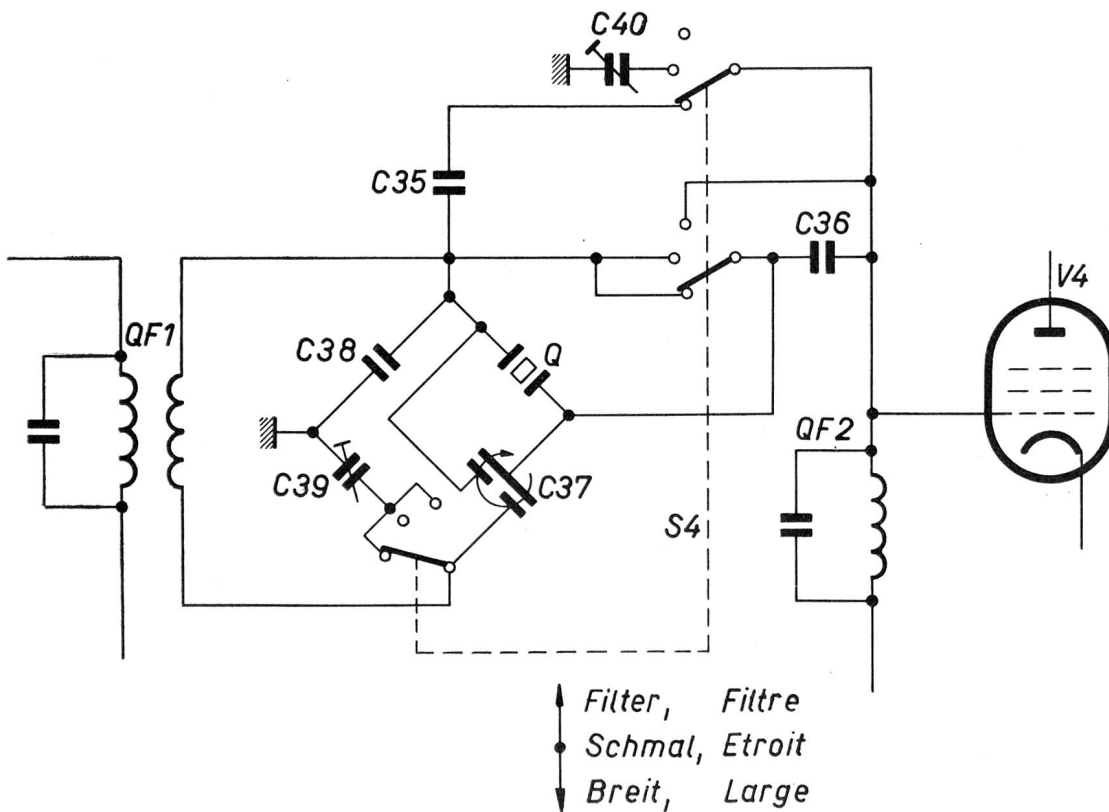 C40
C35
C36
V4
QF1
C38
Q
QF2
C39
C37
S4
Filter, Filtre
Schmal, Etroit
Breit, Large